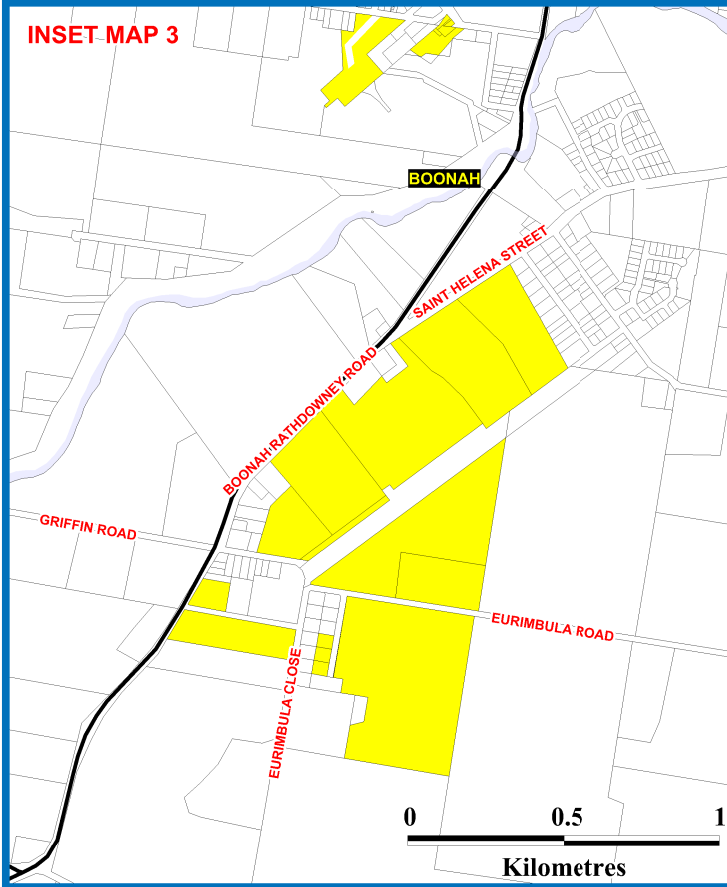 INSET MAP 3
BOONAH
SAINT HELENA STREET
BOONAH RATHDOWNEY ROAD
GRIFFIN ROAD
EURIMBULA ROAD
EURIMBULA CLOSE
0 0.5 1
Kilometres